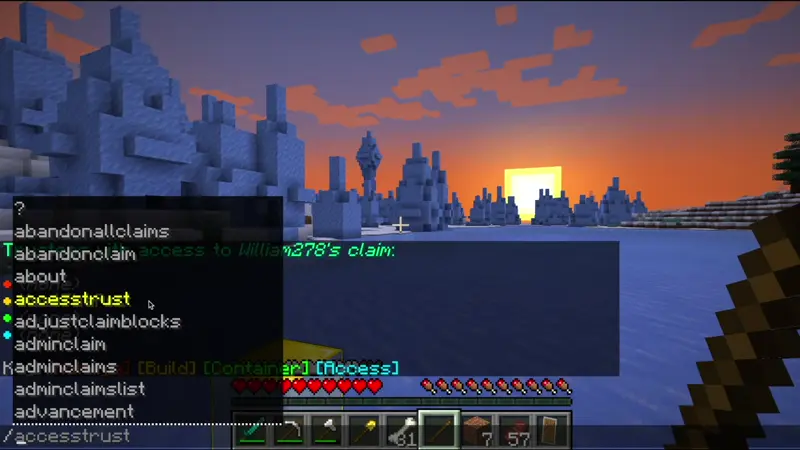 ?
abandonallclaims
abandonclaim
access to William278's claim:
about
accesstrust
adjustclaimblocks
adminclaim
adminclaims
[Build] [Container] [Access]
adminclaimslist
advancement
/accesstrust
81
7
57